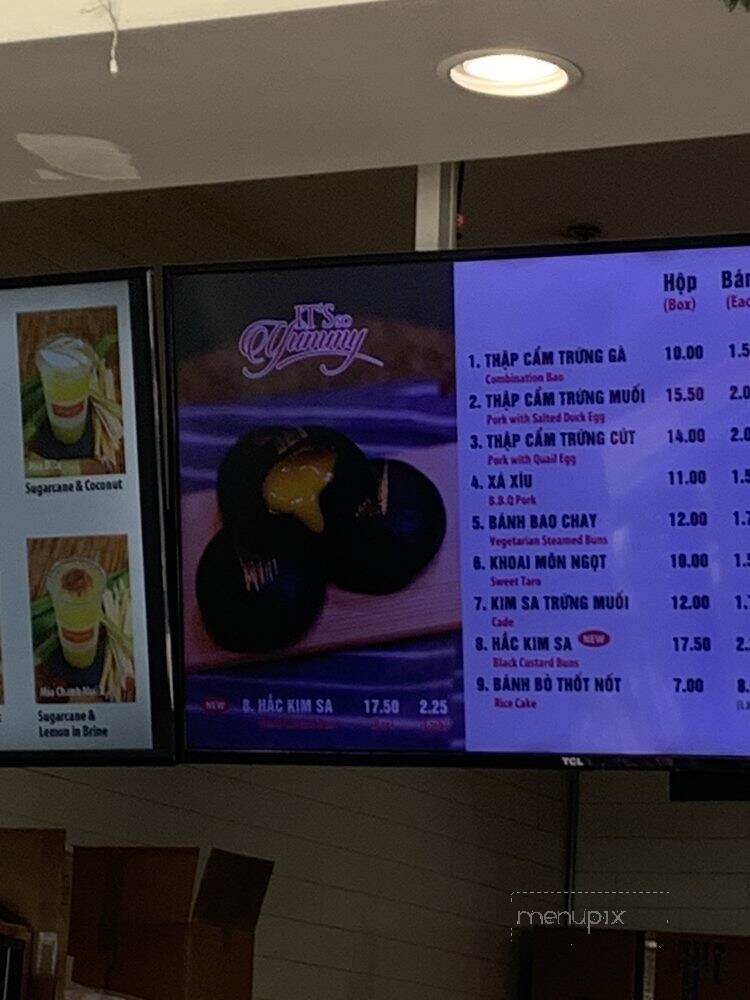 Sugarcane & Coconut
Sugarcane &
Lemon in Brine
IT'S SO
Yummy
NEW 8. HẮC KIM SA 17.50 2.25
Hộp
(Box)
1. THẬP CẨM TRỨNG GÀ 10.00
Combination Bao
2. THẬP CẨM TRỨNG MUỐI 15.50
Pork with Salted Duck Egg
3. THẬP CẨM TRỨNG CÚT 14.00
Pork with Quail Egg
4. XÁ XÍU 11.00
B.B.Q Pork
5. BÁNH BAO CHAY 12.00
Vegetarian Steamed Buns
6. KHOAI MÔN NGỌT 10.00
Sweet Taro
7. KIM SA TRỨNG MUỐI 12.00
Cade
8. HẮC KIM SA NEW 17.50
Black Custard Buns
9. BÁNH BÒ THỐT NỐT 7.00
Rice Cake
TCL
menupix